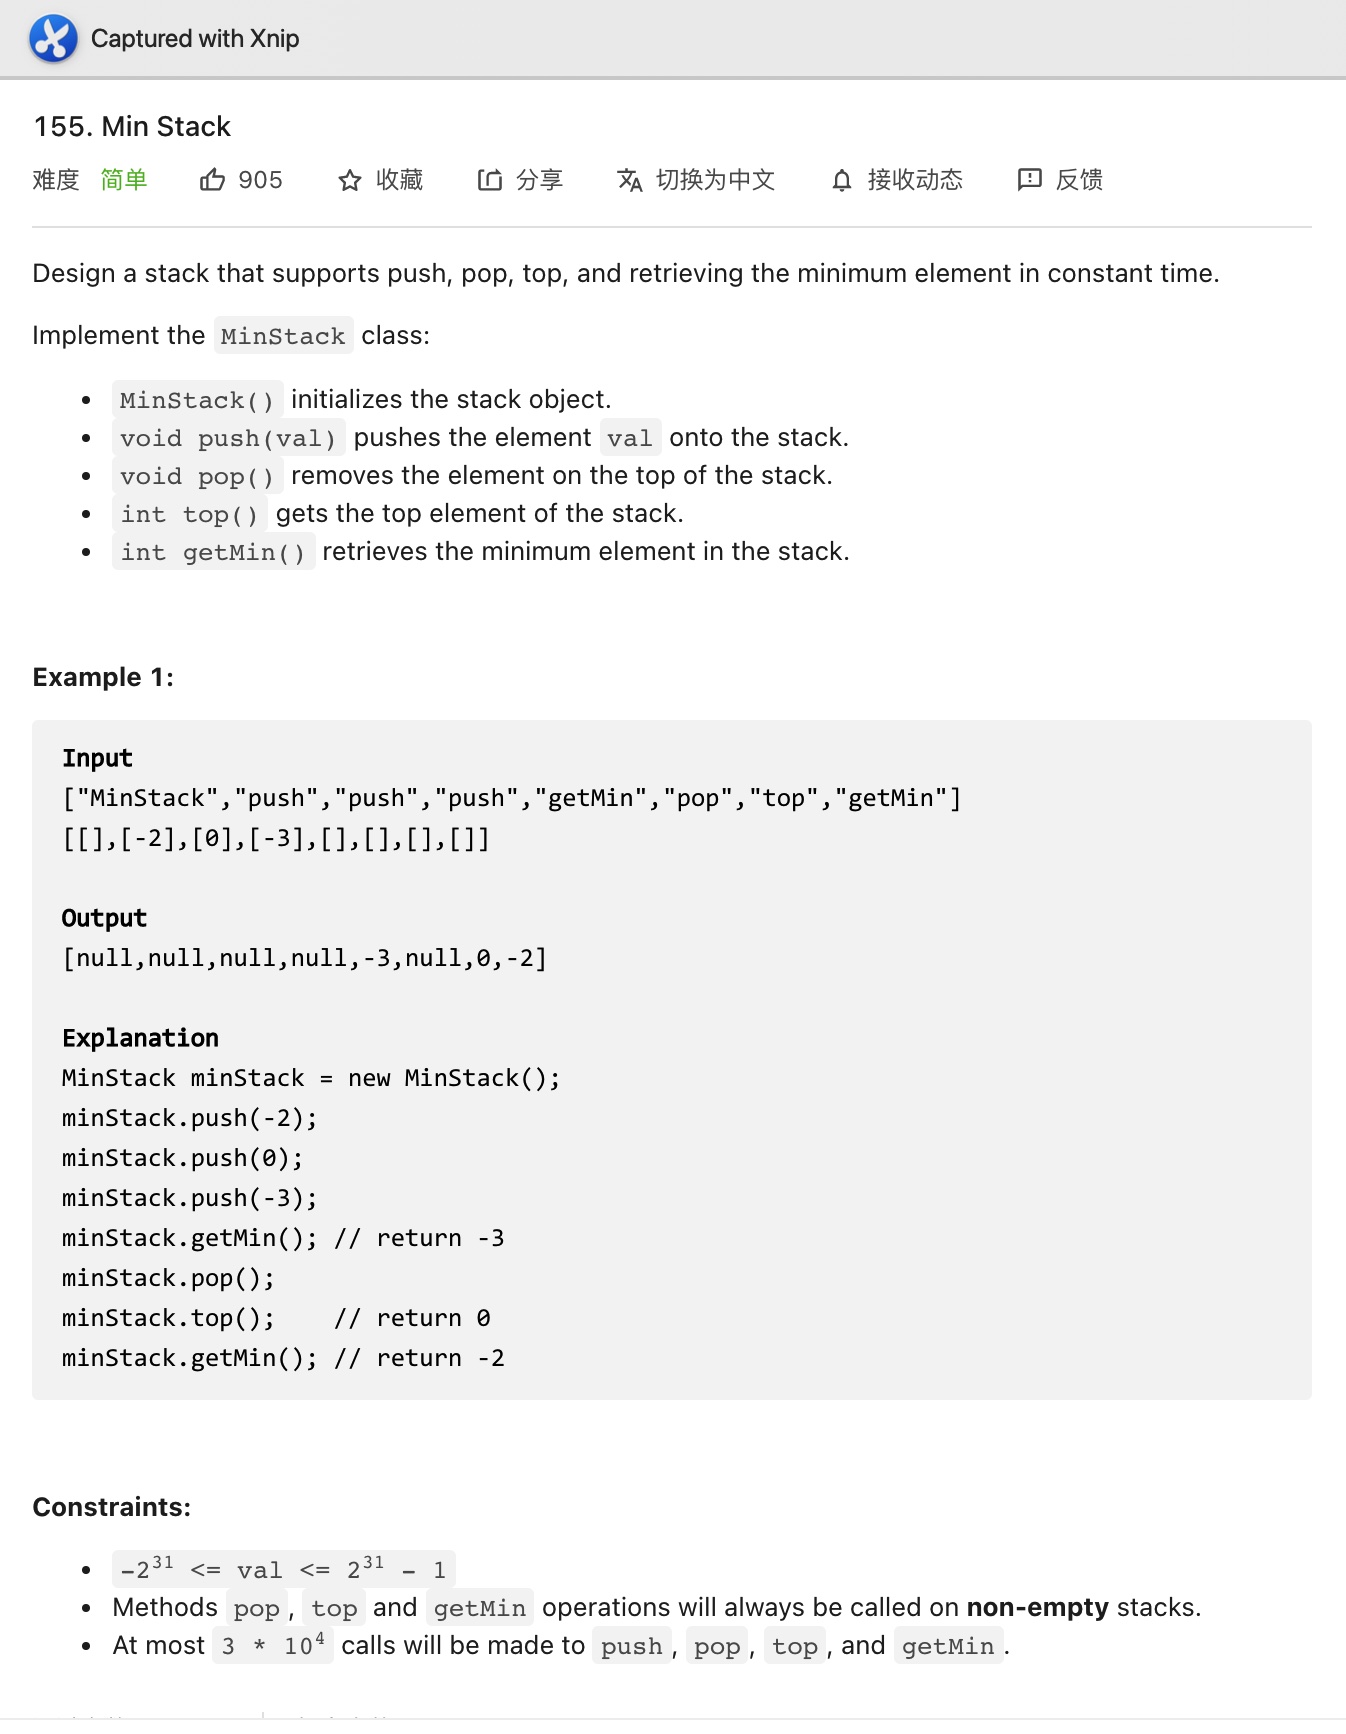 Captured with Xnip
155. Min Stack
难度 简单 905 收藏 分享 切换为中文 接收动态 反馈
Design a stack that supports push, pop, top, and retrieving the minimum element in constant time.
Implement the MinStack class:
• MinStack() initializes the stack object.
• void push(val) pushes the element val onto the stack.
• void pop() removes the element on the top of the stack.
• int top() gets the top element of the stack.
• int getMin() retrieves the minimum element in the stack.
Example 1:
Input
["MinStack","push","push","push","getMin","pop","top","getMin"]
[[],[-2],[0],[-3],[],[],[],[]]
Output
[null,null,null,null,-3,null,0,-2]
Explanation
MinStack minStack = new MinStack();
minStack.push(-2);
minStack.push(0);
minStack.push(-3);
minStack.getMin(); // return -3
minStack.pop();
minStack.top();    // return 0
minStack.getMin(); // return -2
Constraints:
• -2³¹ <= val <= 2³¹ - 1
• Methods pop, top and getMin operations will always be called on non-empty stacks.
• At most 3 * 10⁴ calls will be made to push, pop, top, and getMin.